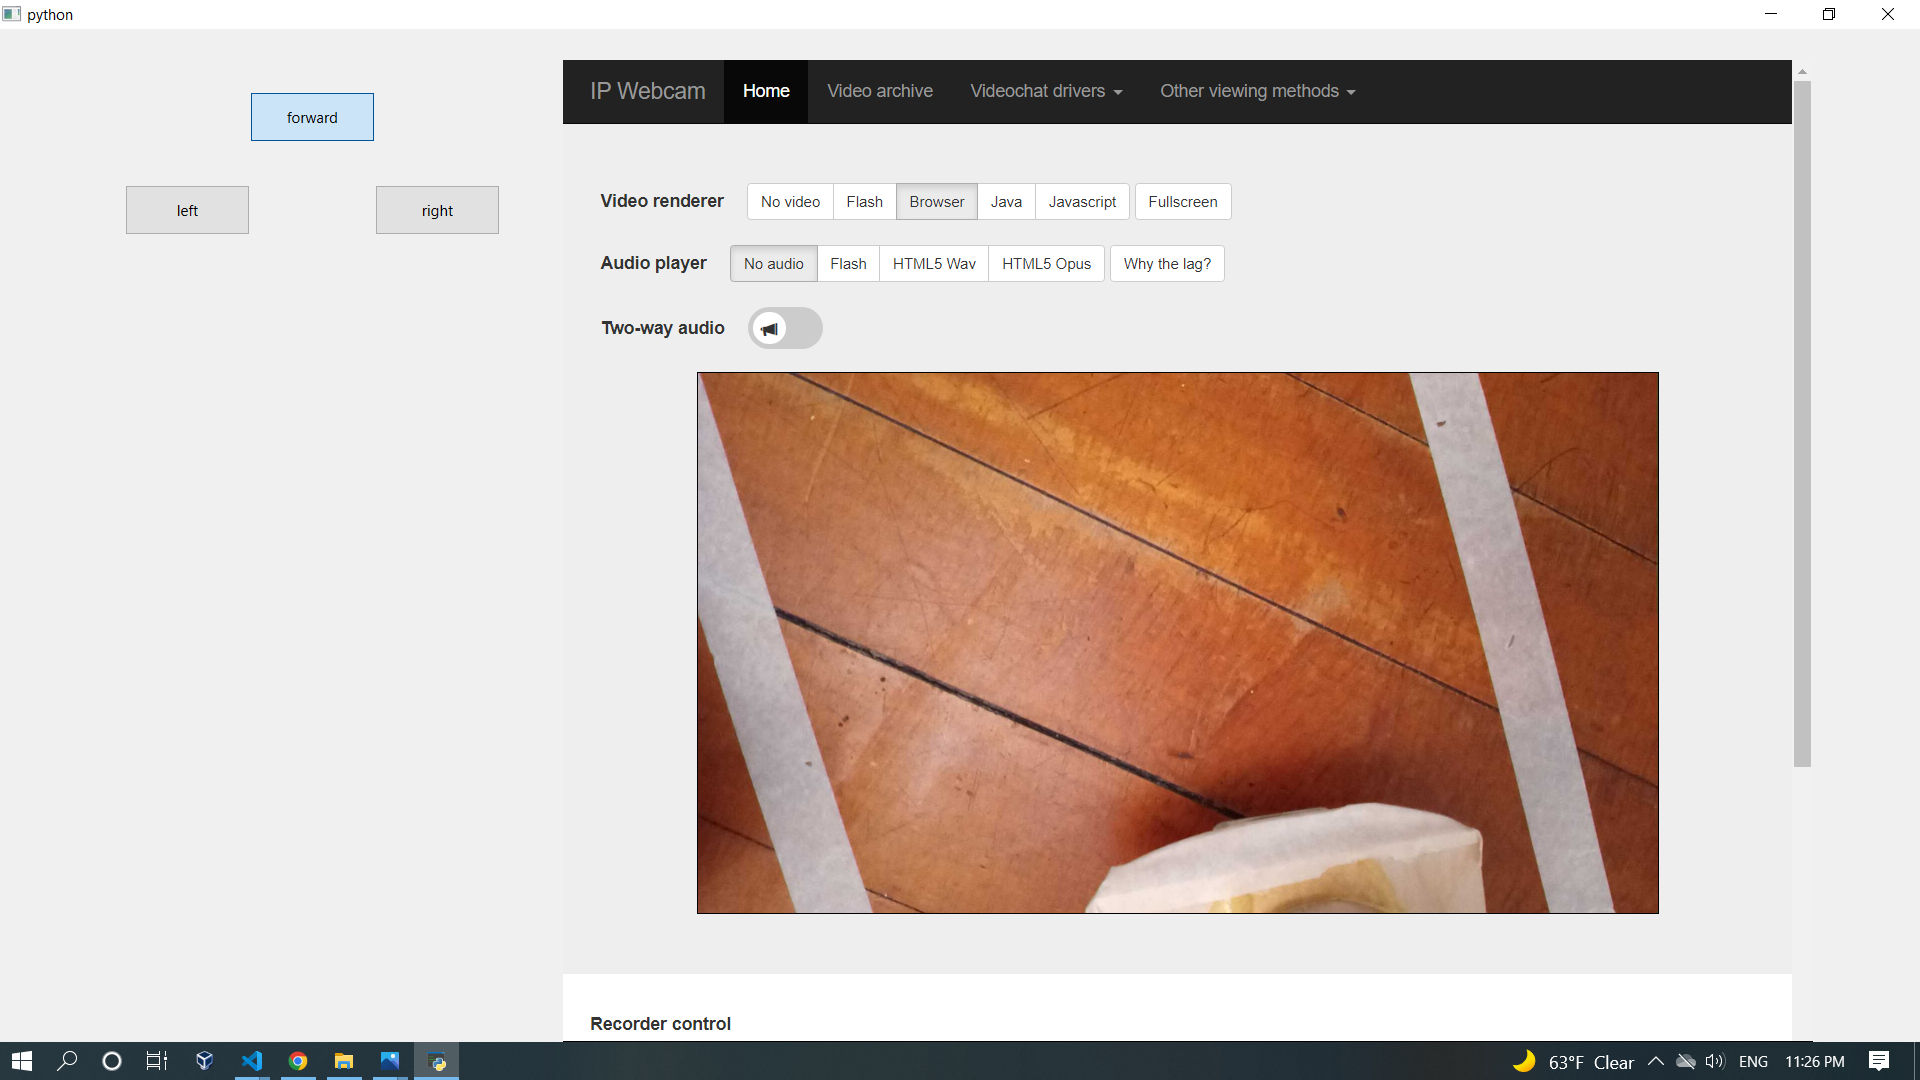 python
forward
left
right
IP Webcam Home Video archive Videochat drivers Other viewing methods
Video renderer No video Flash Browser Java Javascript Fullscreen
Audio player No audio Flash HTML5 Wav HTML5 Opus Why the lag?
Two-way audio
Recorder control
63°F Clear ENG 11:26 PM